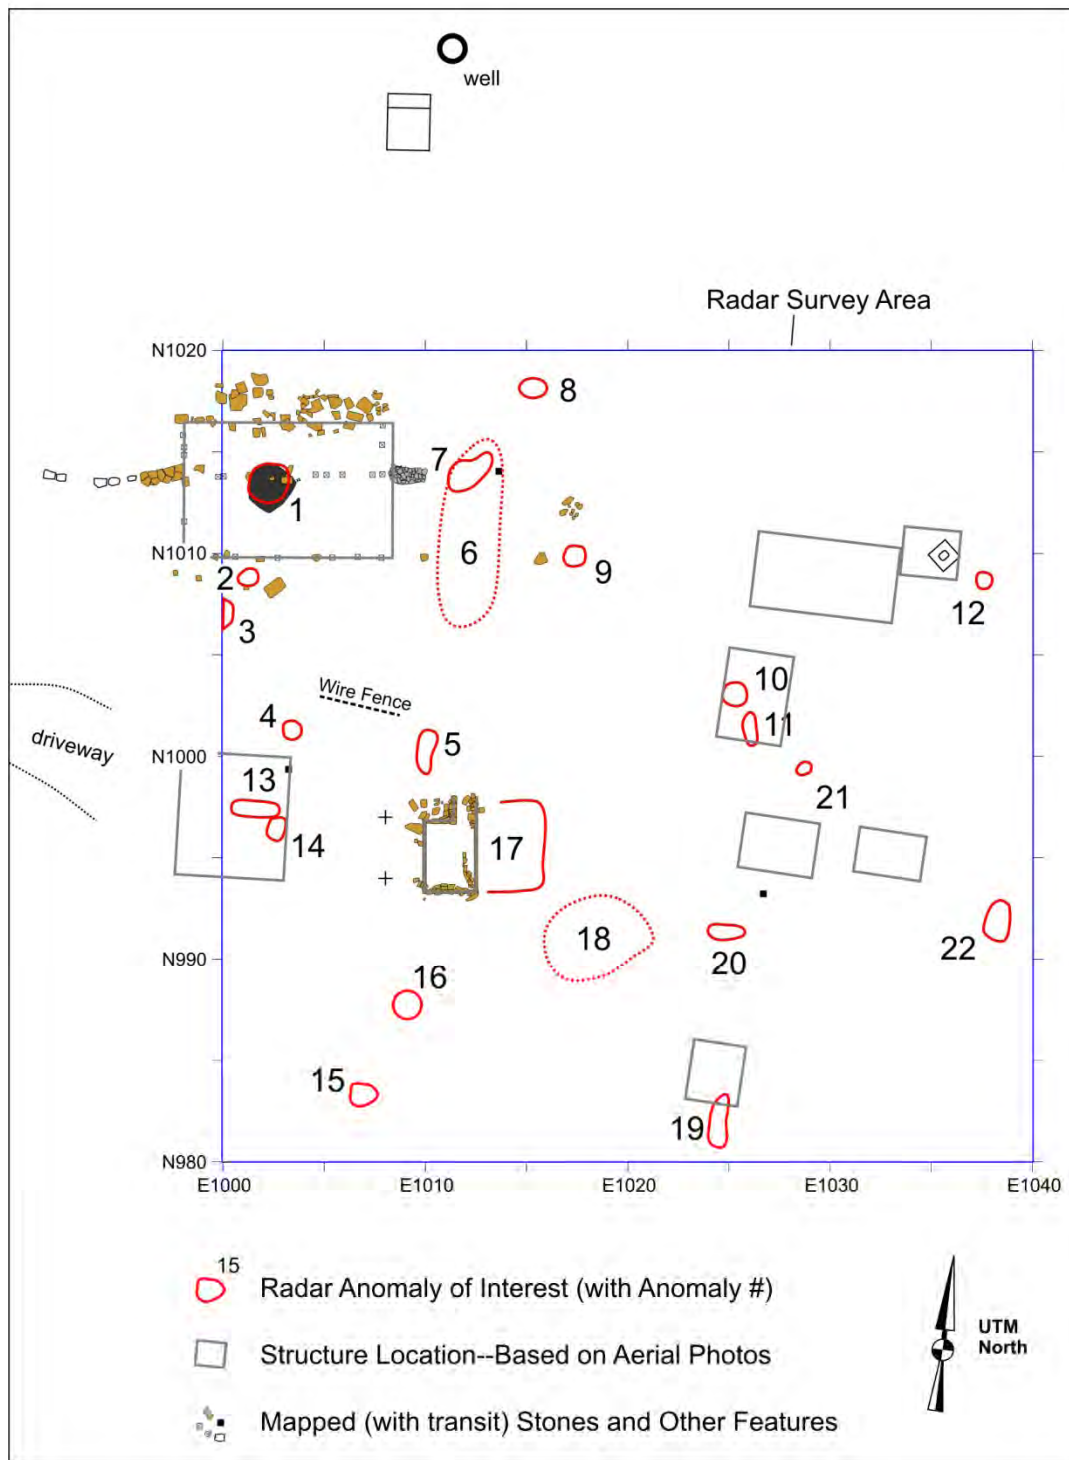 well
Radar Survey Area
N1020
8
7
1
6
N1010
2
9
12
3
10
Wire Fence
4
11
5
driveway
N1000
13
21
14
17
18
22
N990
20
16
15
19
N980
E1000
E1010
E1020
E1030
E1040
15
Radar Anomaly of Interest (with Anomaly #)
Structure Location--Based on Aerial Photos
UTM
North
Mapped (with transit) Stones and Other Features